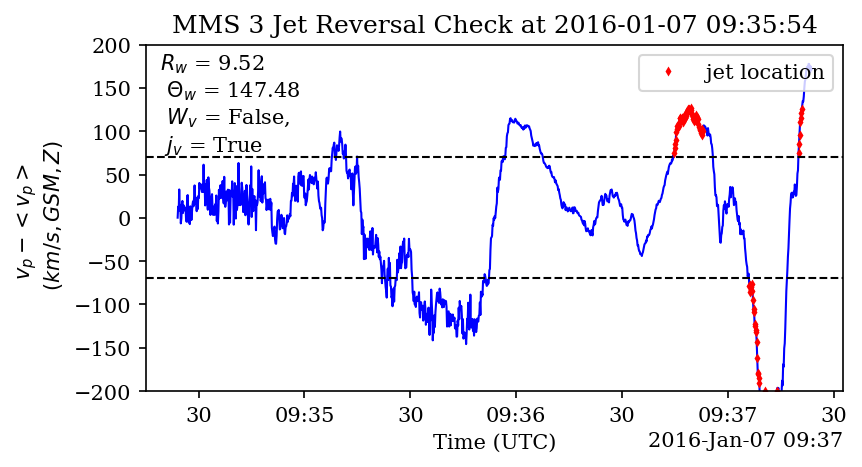 MMS 3 Jet Reversal Check at 2016-01-07 09:35:54
R_w = 9.52
Θ_w = 147.48
W_v = False,
j_v = True
jet location
v_p − <v_p>
(km/s, GSM, Z)
200
150
100
50
0
−50
−100
−150
−200
30 09:35 30 09:36 30 09:37 30
Time (UTC)
2016-Jan-07 09:37